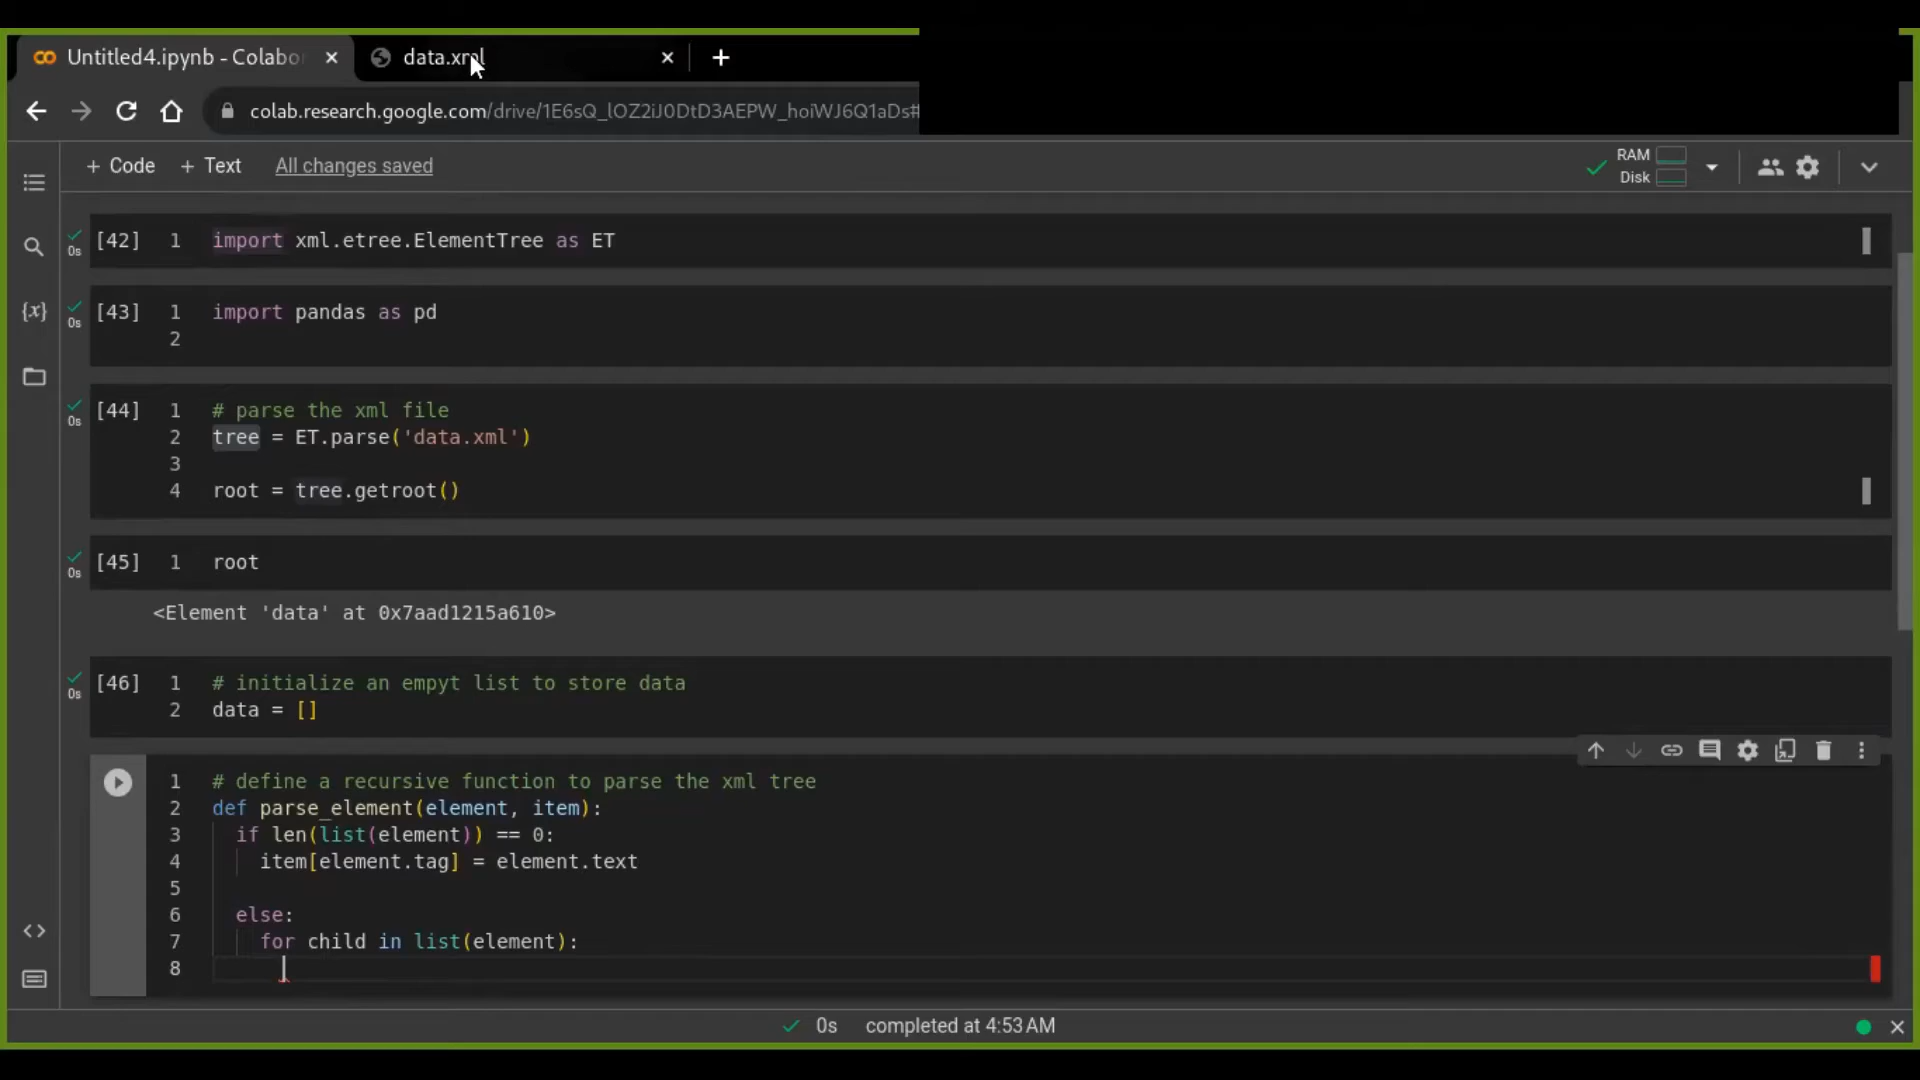 Untitled4.ipynb - Colabo
data.xml
colab.research.google.com/drive/1E6sQ_lOZ2iJ0DtD3AEPW_hoiWJ6Q1aDs#
+ Code + Text All changes saved
RAM
Disk
[42] 1 import xml.etree.ElementTree as ET
0s
[43] 1 import pandas as pd
0s
2
[44] 1 # parse the xml file
0s
2 tree = ET.parse('data.xml')
3
4 root = tree.getroot()
[45] 1 root
0s
<Element 'data' at 0x7aad1215a610>
[46] 1 # initialize an empyt list to store data
0s
2 data = []
1 # define a recursive function to parse the xml tree
2 def parse_element(element, item):
3 if len(list(element)) == 0:
4 item[element.tag] = element.text
5
6 else:
7 for child in list(element):
8
{x}
0s completed at 4:53 AM